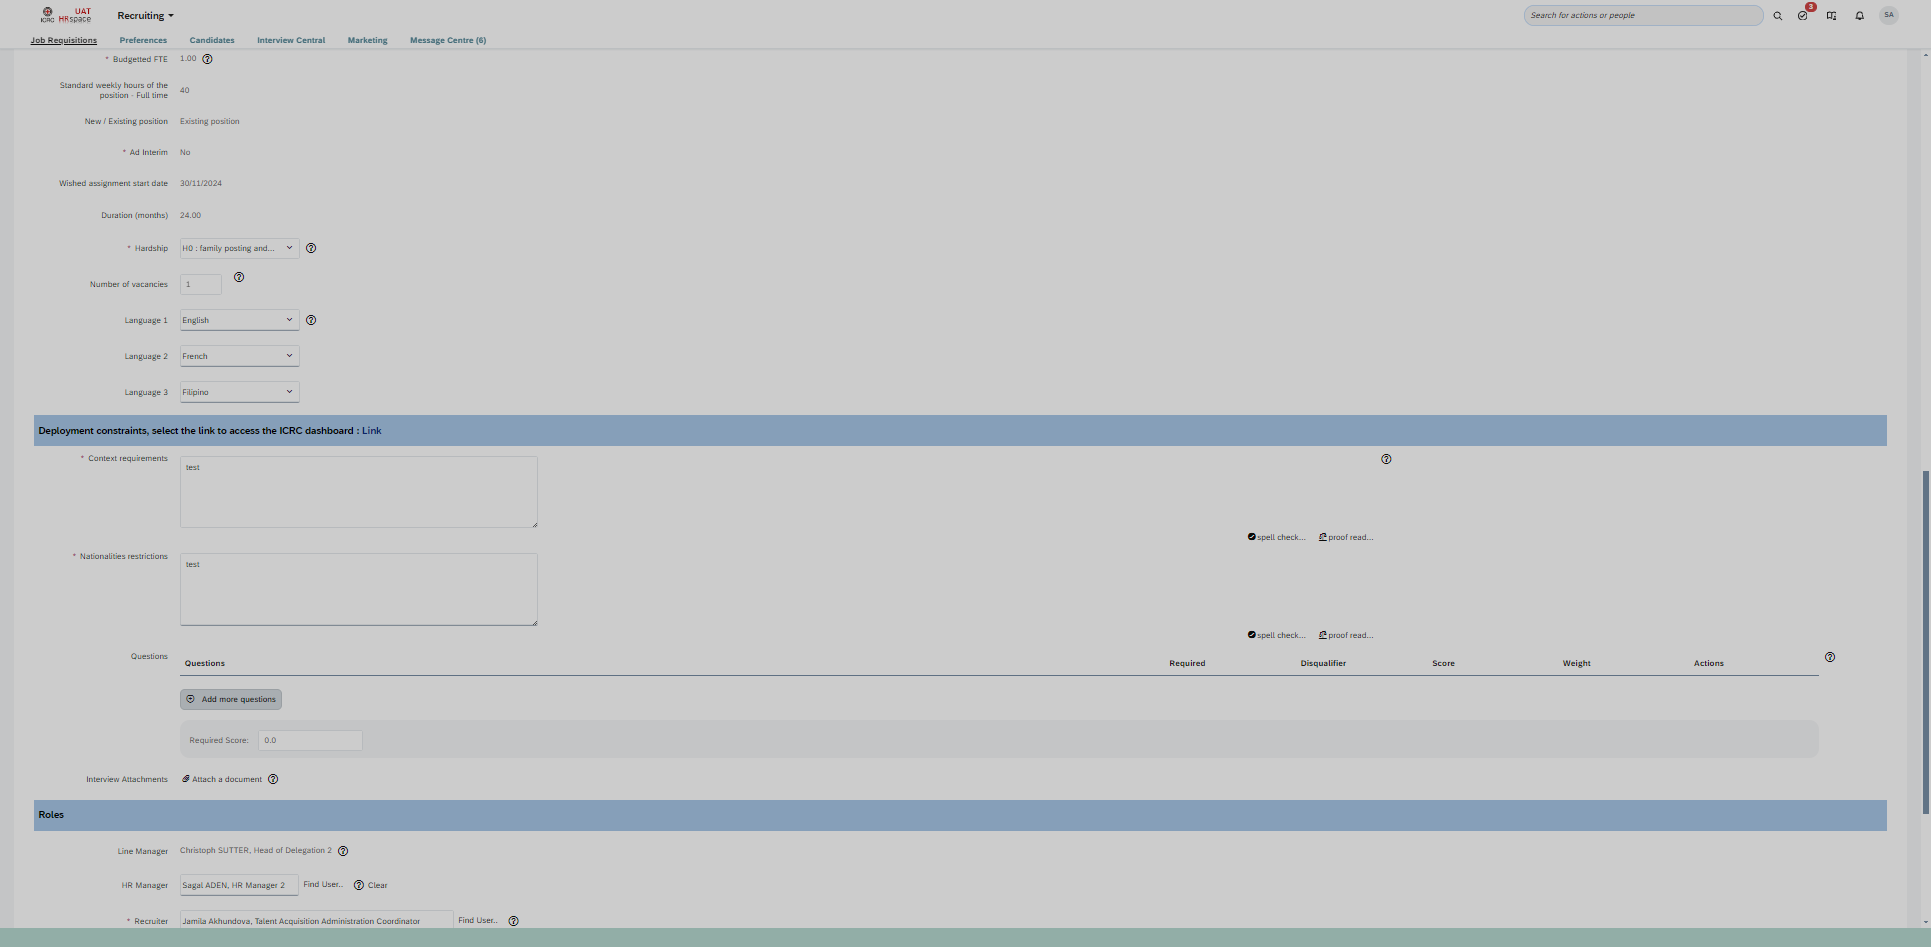 UAT
ICRC HRspace
Recruiting
Search for actions or people
3
SA
Job Requisitions Preferences Candidates Interview Central Marketing Message Centre (6)
* Budgetted FTE 1.00
Standard weekly hours of the position - Full time 40
New / Existing position Existing position
* Ad Interim No
Wished assignment start date 30/11/2024
Duration (months) 24.00
* Hardship H0 : family posting and...
Number of vacancies 1
Language 1 English
Language 2 French
Language 3 Filipino
Deployment constraints, select the link to access the ICRC dashboard : Link
* Context requirements test
spell check... proof read...
* Nationalities restrictions test
spell check... proof read...
Questions Questions Required Disqualifier Score Weight Actions
Add more questions
Required Score: 0.0
Interview Attachments Attach a document
Roles
Line Manager Christoph SUTTER, Head of Delegation 2
HR Manager Sagal ADEN, HR Manager 2 Find User.. Clear
* Recruiter Jamila Akhundova, Talent Acquisition Administration Coordinator Find User..